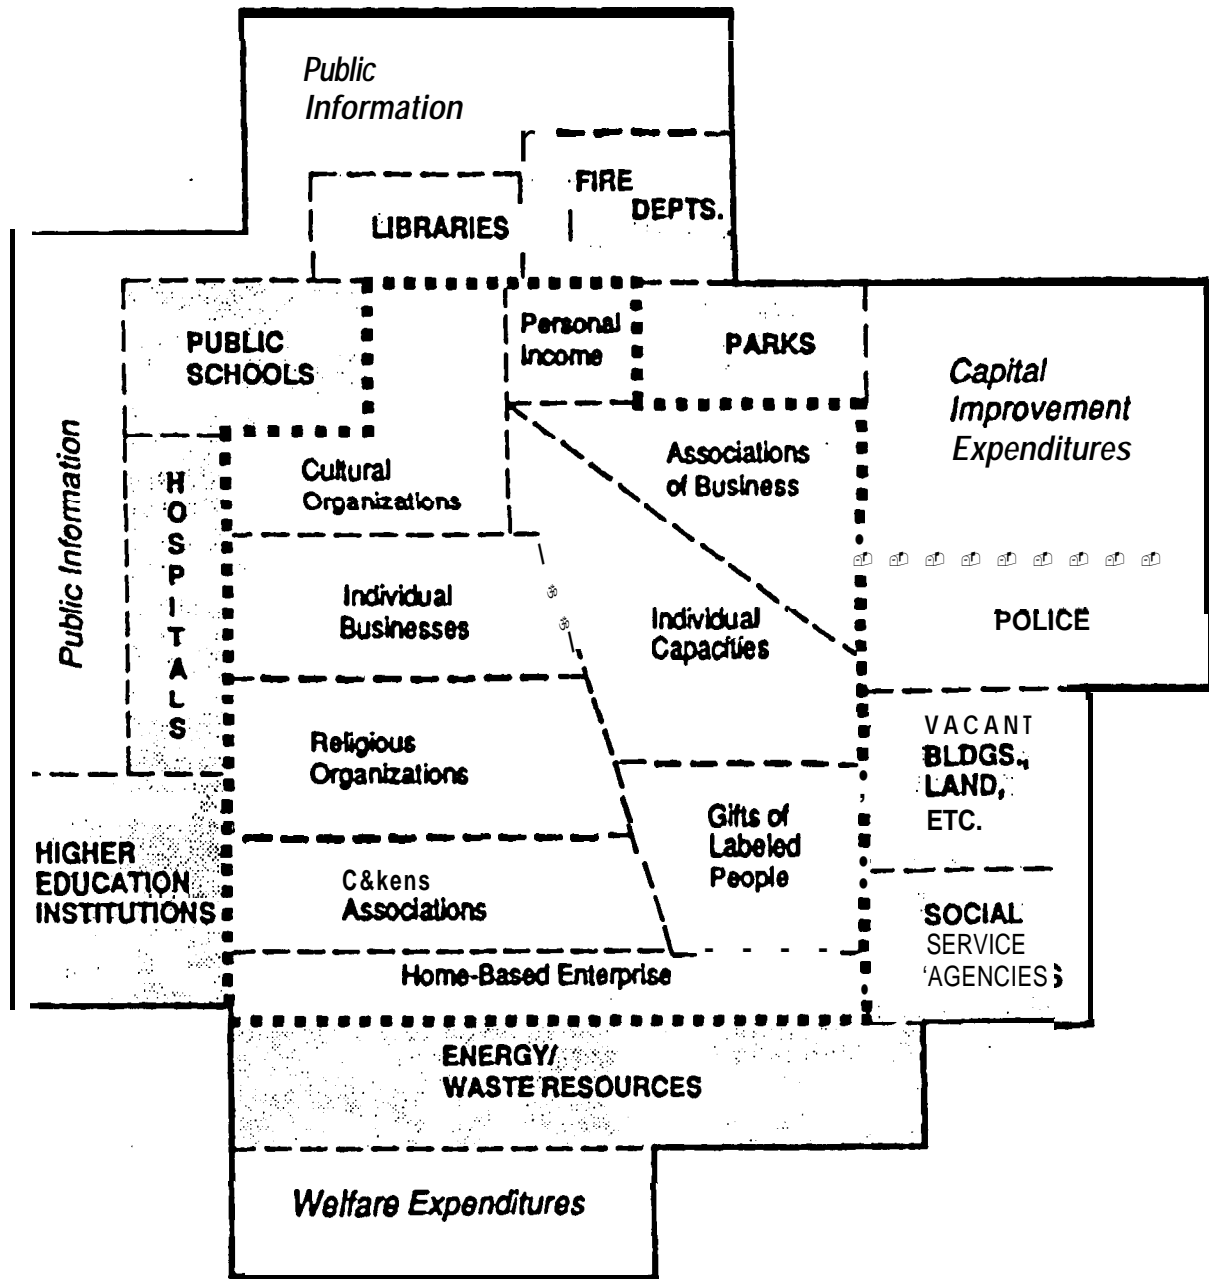 Public
Information
FIRE
DEPTS.
LIBRARIES
PUBLIC
SCHOOLS
Personal
Income
PARKS
Capital
Improvement
Expenditures
Public Information
HOSPITALS
Cultural
Organizations
Associations
of Business
Individual
Businesses
Individual
Capacities
POLICE
Religious
Organizations
VACANT
BLDGS.,
LAND,
ETC.
Gifts of
Labeled
People
HIGHER
EDUCATION
INSTITUTIONS
C&kens
Associations
SOCIAL
SERVICE
'AGENCIES
Home-Based Enterprise
ENERGY/
WASTE RESOURCES
Welfare Expenditures